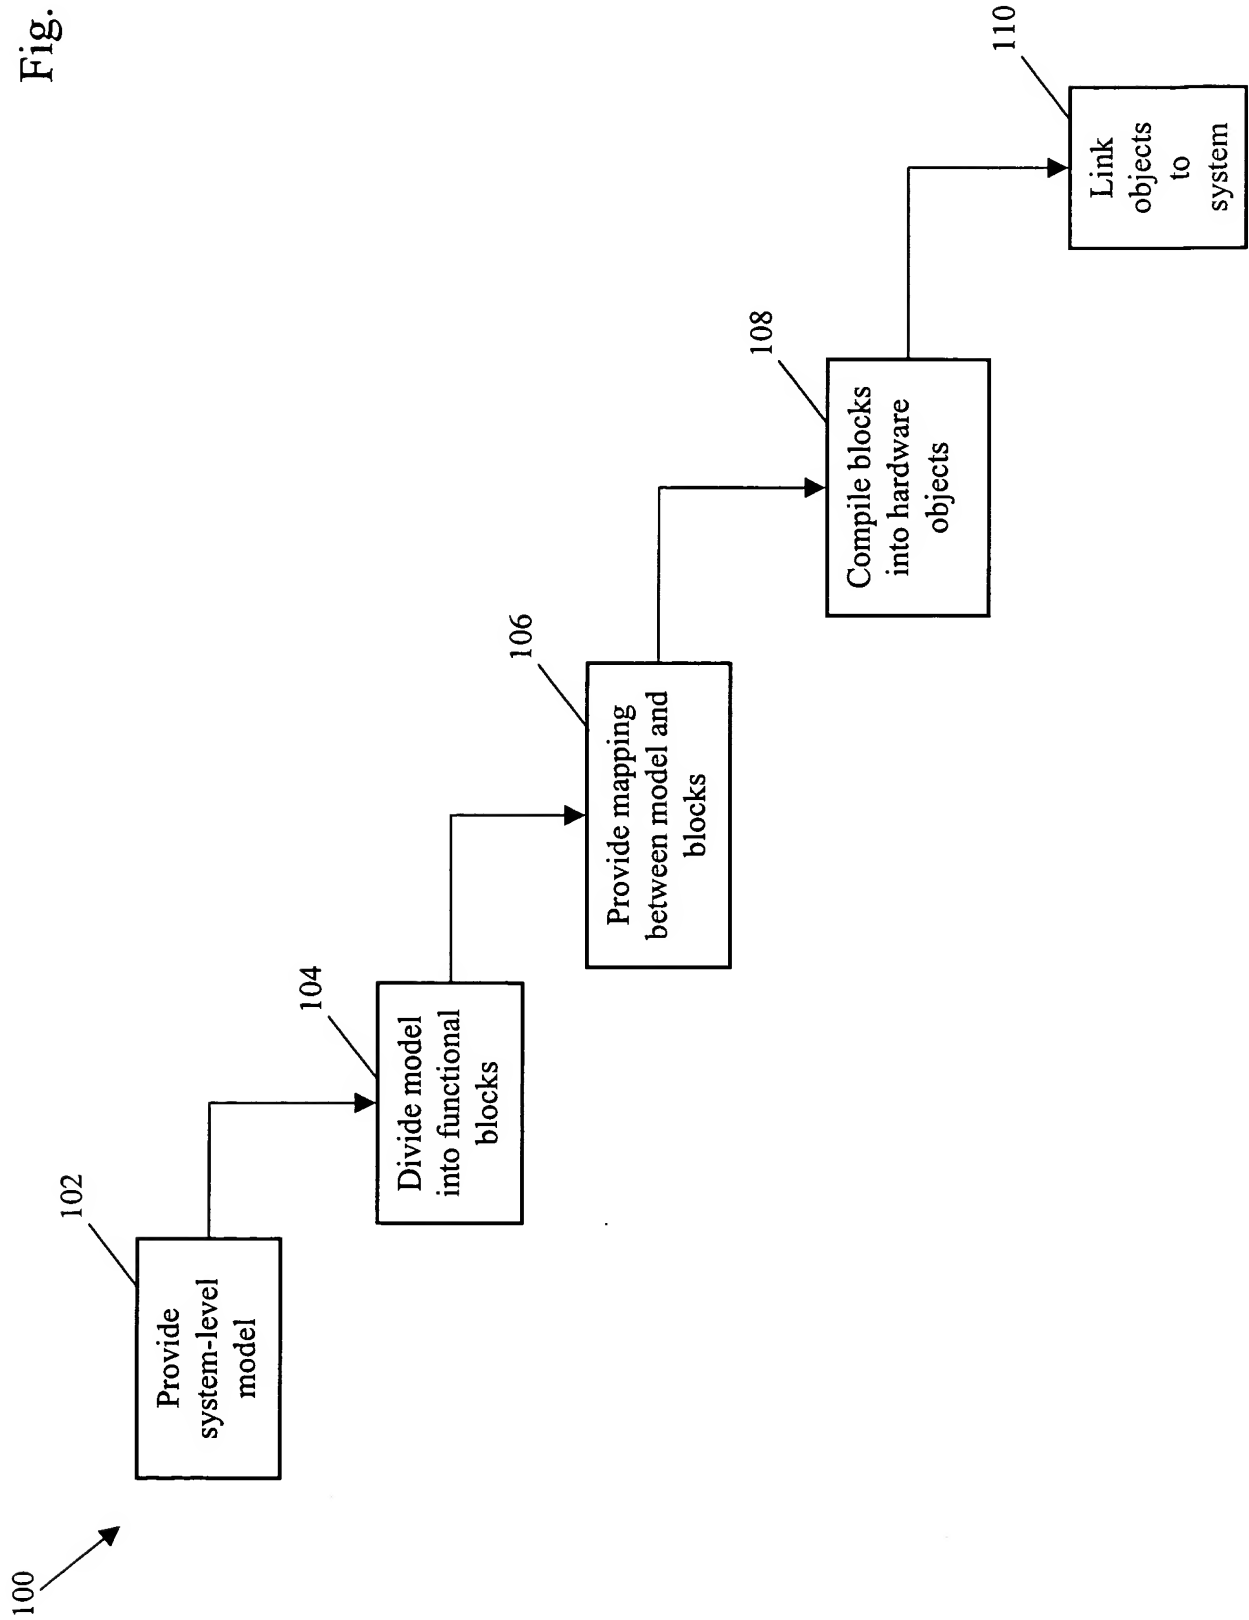 Fig.
100
102
Provide
system-level
model
104
Divide model
into functional
blocks
106
Provide mapping
between model and
blocks
108
Compile blocks
into hardware
objects
110
Link
objects
to
system